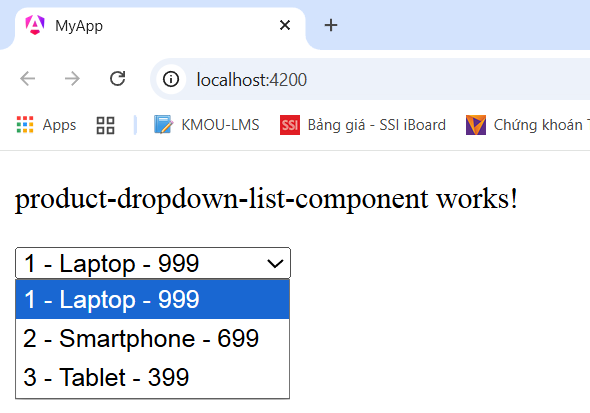 MyApp
localhost:4200
Apps
KMOU-LMS
SSI
Bảng giá - SSI iBoard
Chứng khoán
product-dropdown-list-component works!
1 - Laptop - 999
1 - Laptop - 999
2 - Smartphone - 699
3 - Tablet - 399